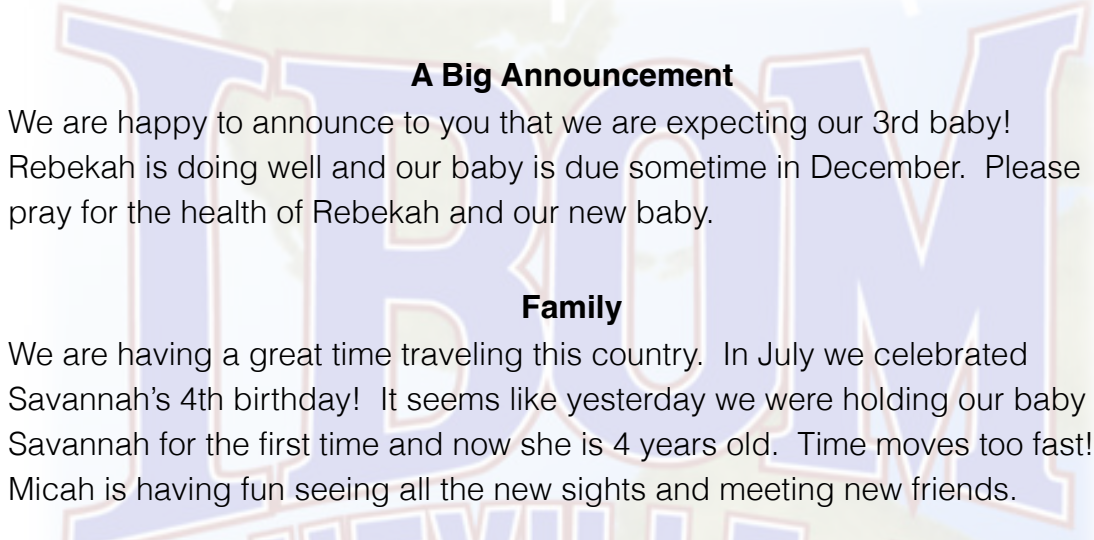 IBOM
A Big Announcement
We are happy to announce to you that we are expecting our 3rd baby!
Rebekah is doing well and our baby is due sometime in December.  Please
pray for the health of Rebekah and our new baby.
Family
We are having a great time traveling this country.  In July we celebrated
Savannah’s 4th birthday!  It seems like yesterday we were holding our baby
Savannah for the first time and now she is 4 years old.  Time moves too fast!
Micah is having fun seeing all the new sights and meeting new friends.